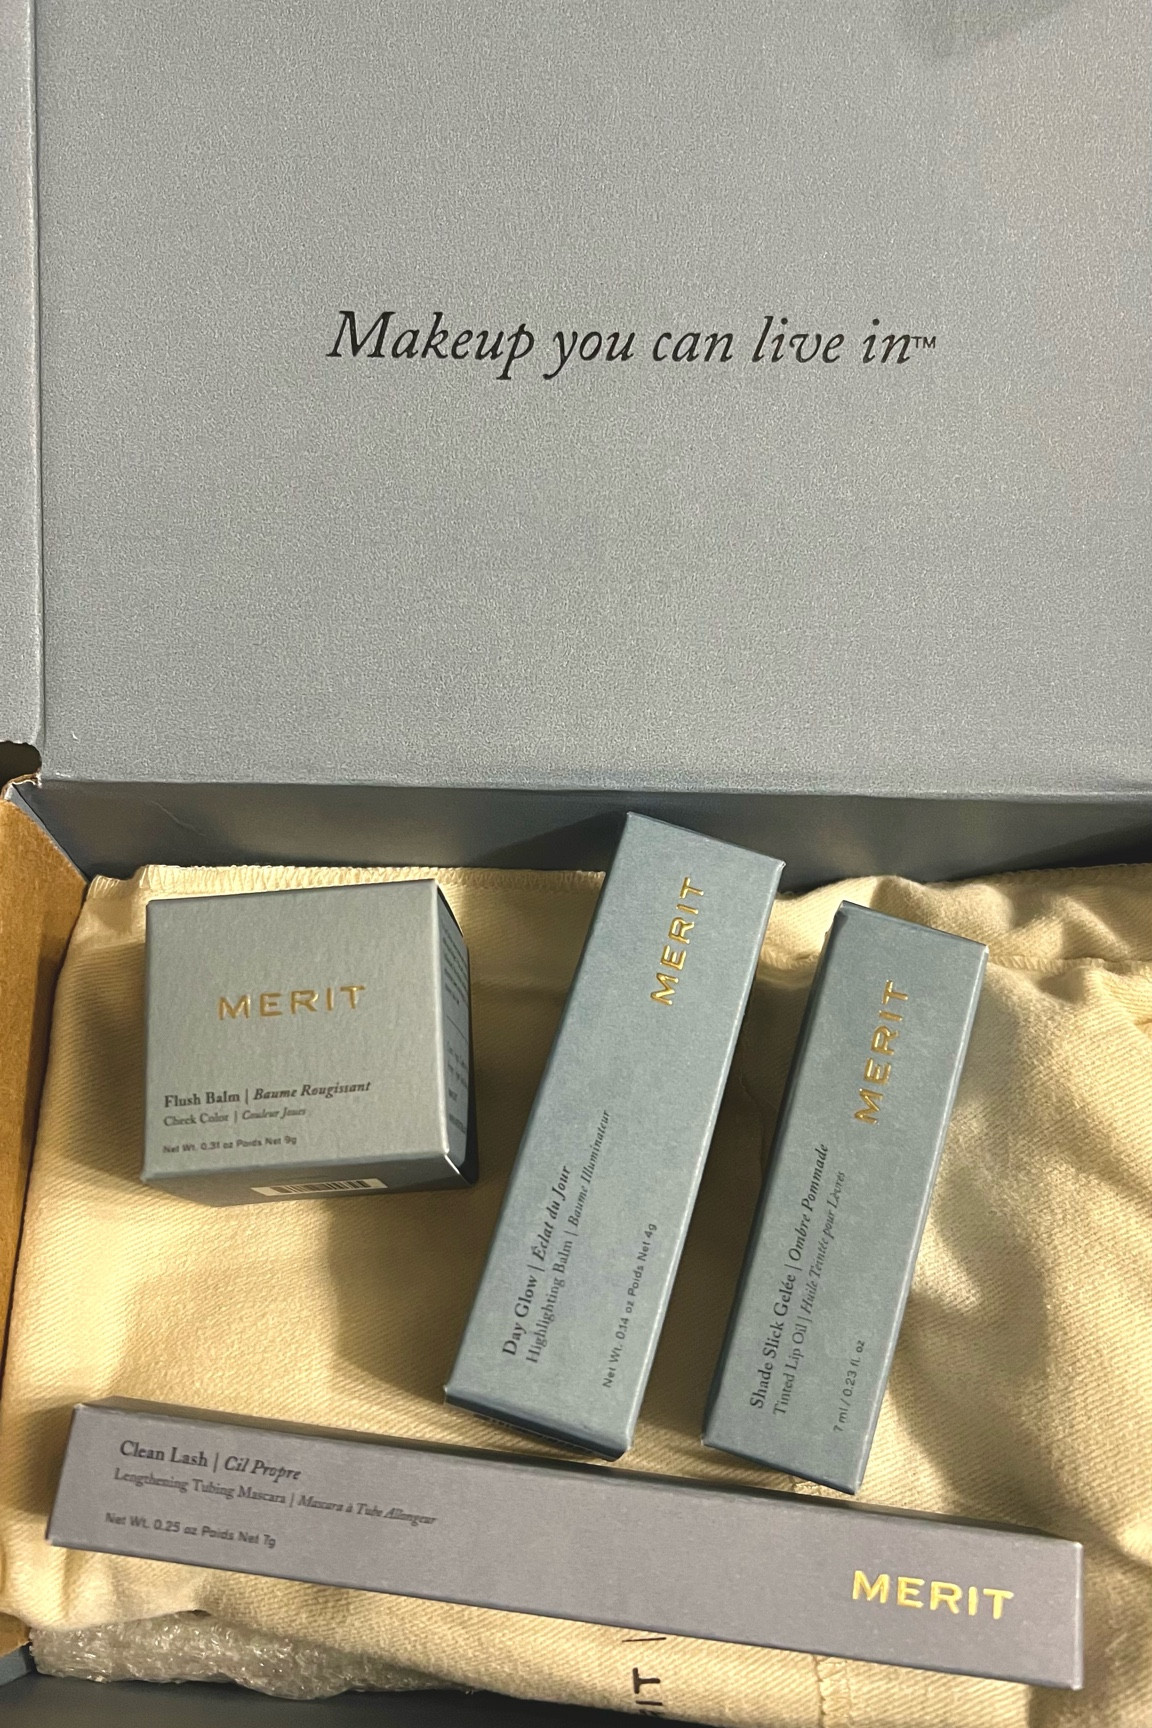 Makeup you can live in™
MERIT
Flush Balm | Baume Rougissant
Cheek Color | Couleur Joues
Net Wt. 0.31 oz Poids Net 9g
MERIT
Day Glow | Éclat du Jour
Highlighting Balm | Baume Illuminateur
Net Wt. 0.14 oz Poids Net 4g
MERIT
Shade Slick Gelée | Ombre Pommade
Tinted Lip Oil | Huile Teintée pour Lèvres
7 ml / 0.23 fl. oz
Clean Lash | Cil Propre
Lengthening Tubing Mascara | Mascara à Tube Allongeur
Net Wt. 0.25 oz Poids Net 7g
MERIT